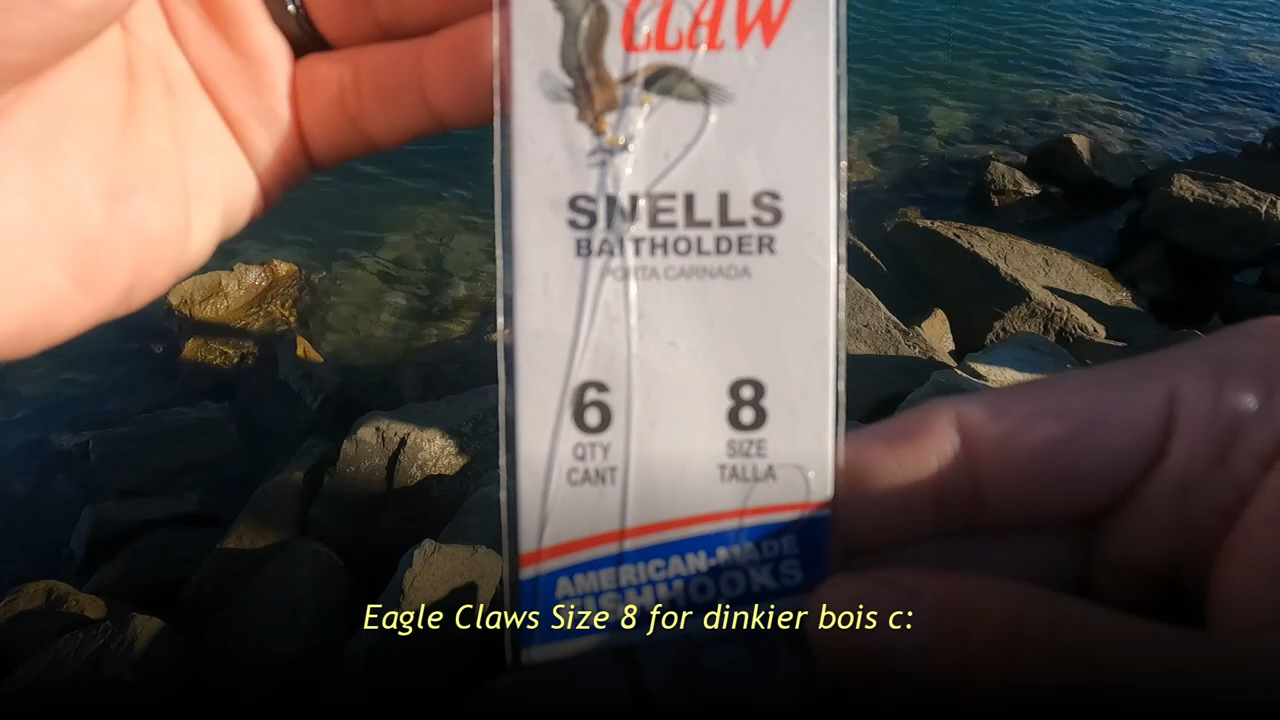 CLAW
SNELLS
BAITHOLDER
PORTA CARNADA
6
QTY
CANT
8
SIZE
TALLA
AMERICAN-MADE
FISHHOOKS
Eagle Claws Size 8 for dinkier bois c: